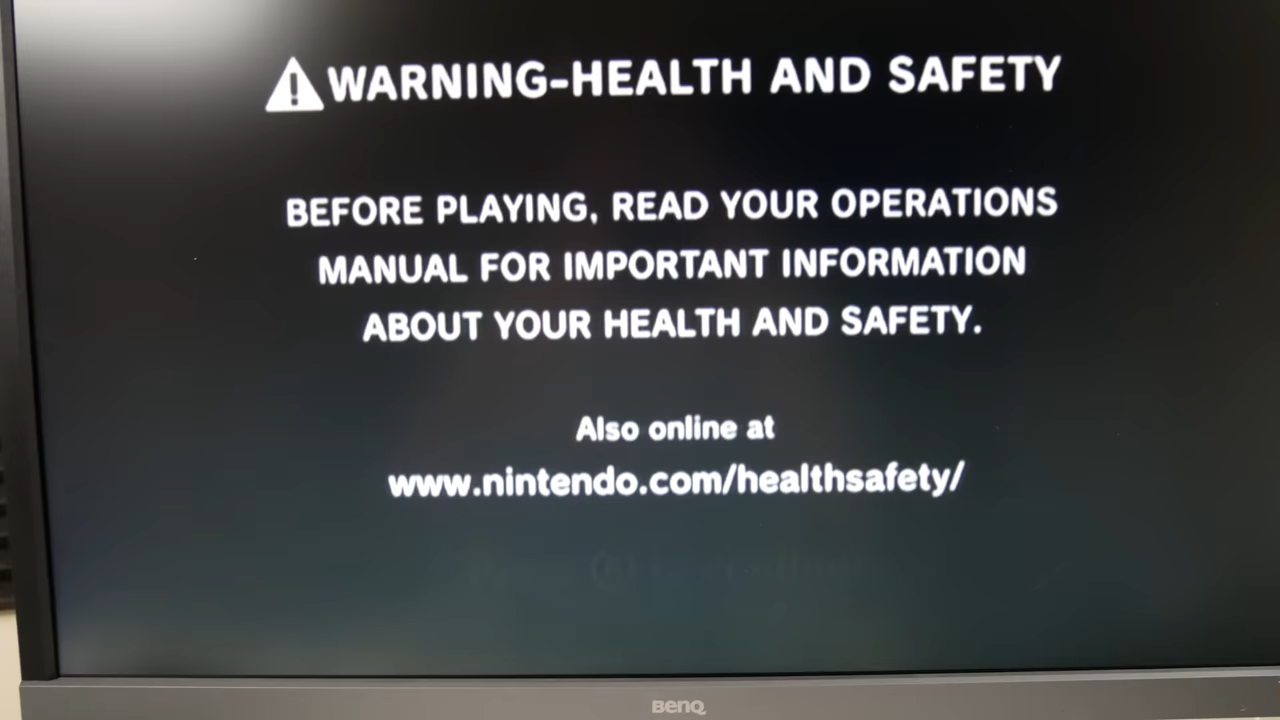 WARNING-HEALTH AND SAFETY
BEFORE PLAYING, READ YOUR OPERATIONS
MANUAL FOR IMPORTANT INFORMATION
ABOUT YOUR HEALTH AND SAFETY.
Also online at
www.nintendo.com/healthsafety/
BenQ